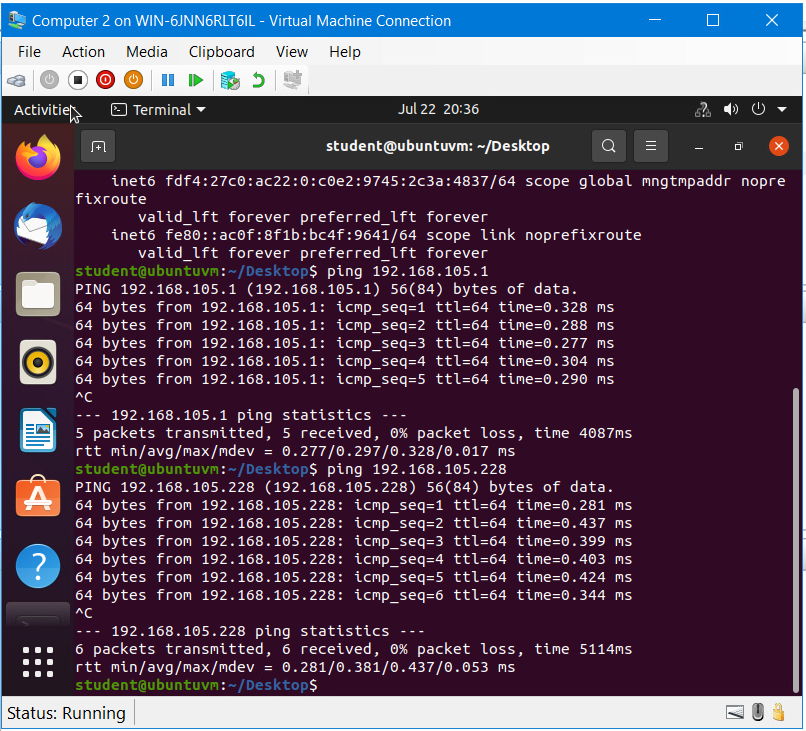 Computer 2 on WIN-6JNN6RLT6IL - Virtual Machine Connection
File Action Media Clipboard View Help
Activities Terminal Jul 22 20:36
student@ubuntuvm: ~/Desktop
inet6 fdf4:27c0:ac22:0:c0e2:9745:2c3a:4837/64 scope global mngtmpaddr nopre
fixroute
valid_lft forever preferred_lft forever
inet6 fe80::ac0f:8f1b:bc4f:9641/64 scope link noprefixroute
valid_lft forever preferred_lft forever
student@ubuntuvm:~/Desktop$ ping 192.168.105.1
PING 192.168.105.1 (192.168.105.1) 56(84) bytes of data.
64 bytes from 192.168.105.1: icmp_seq=1 ttl=64 time=0.328 ms
64 bytes from 192.168.105.1: icmp_seq=2 ttl=64 time=0.288 ms
64 bytes from 192.168.105.1: icmp_seq=3 ttl=64 time=0.277 ms
64 bytes from 192.168.105.1: icmp_seq=4 ttl=64 time=0.304 ms
64 bytes from 192.168.105.1: icmp_seq=5 ttl=64 time=0.290 ms
^C
--- 192.168.105.1 ping statistics ---
5 packets transmitted, 5 received, 0% packet loss, time 4087ms
rtt min/avg/max/mdev = 0.277/0.297/0.328/0.017 ms
student@ubuntuvm:~/Desktop$ ping 192.168.105.228
PING 192.168.105.228 (192.168.105.228) 56(84) bytes of data.
64 bytes from 192.168.105.228: icmp_seq=1 ttl=64 time=0.281 ms
64 bytes from 192.168.105.228: icmp_seq=2 ttl=64 time=0.437 ms
64 bytes from 192.168.105.228: icmp_seq=3 ttl=64 time=0.399 ms
64 bytes from 192.168.105.228: icmp_seq=4 ttl=64 time=0.403 ms
64 bytes from 192.168.105.228: icmp_seq=5 ttl=64 time=0.424 ms
64 bytes from 192.168.105.228: icmp_seq=6 ttl=64 time=0.344 ms
^C
--- 192.168.105.228 ping statistics ---
6 packets transmitted, 6 received, 0% packet loss, time 5114ms
rtt min/avg/max/mdev = 0.281/0.381/0.437/0.053 ms
student@ubuntuvm:~/Desktop$
Status: Running